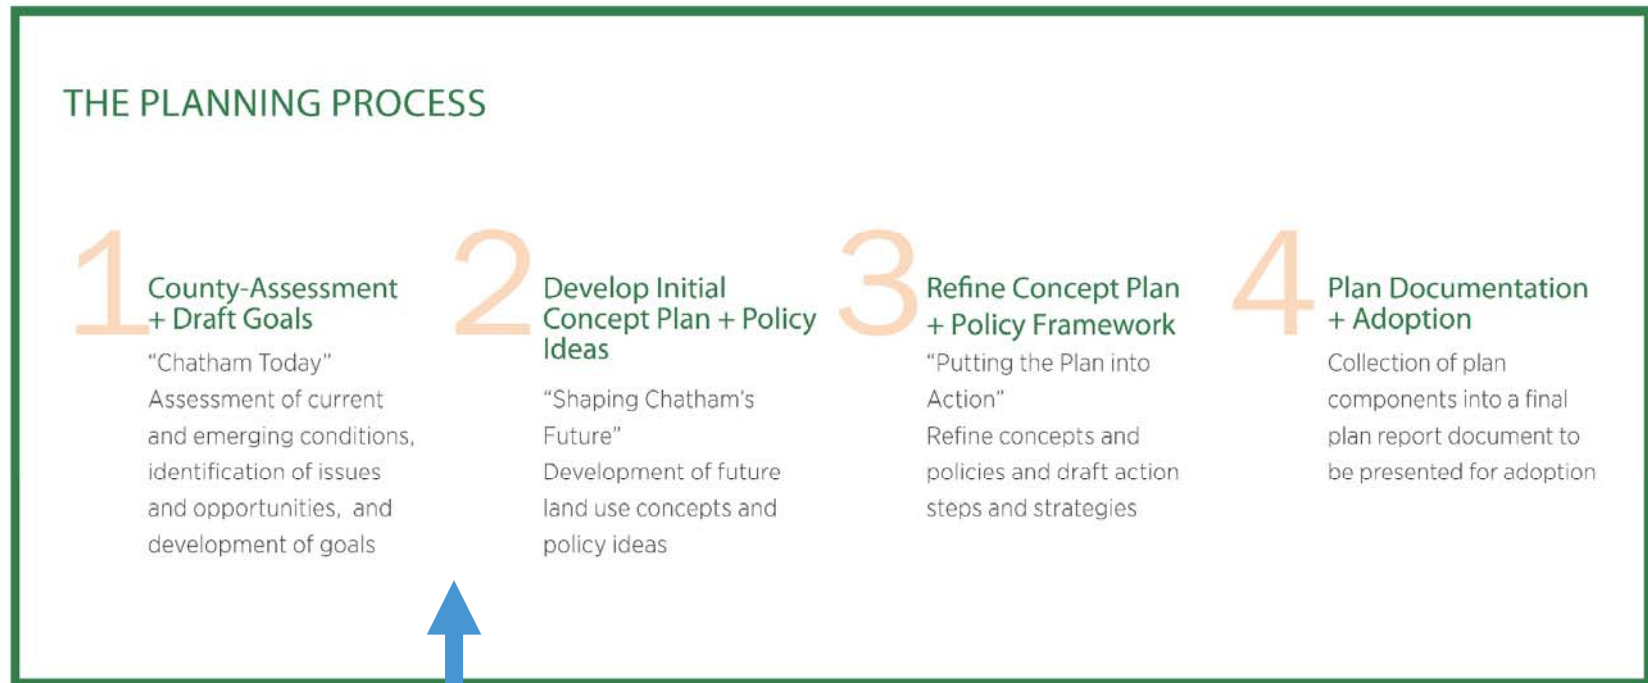 THE PLANNING PROCESS
1
County-Assessment
+ Draft Goals
“Chatham Today”
Assessment of current
and emerging conditions,
identification of issues
and opportunities, and
development of goals
2
Develop Initial
Concept Plan + Policy
Ideas
“Shaping Chatham’s
Future”
Development of future
land use concepts and
policy ideas
3
Refine Concept Plan
+ Policy Framework
“Putting the Plan into
Action”
Refine concepts and
policies and draft action
steps and strategies
4
Plan Documentation
+ Adoption
Collection of plan
components into a final
plan report document to
be presented for adoption